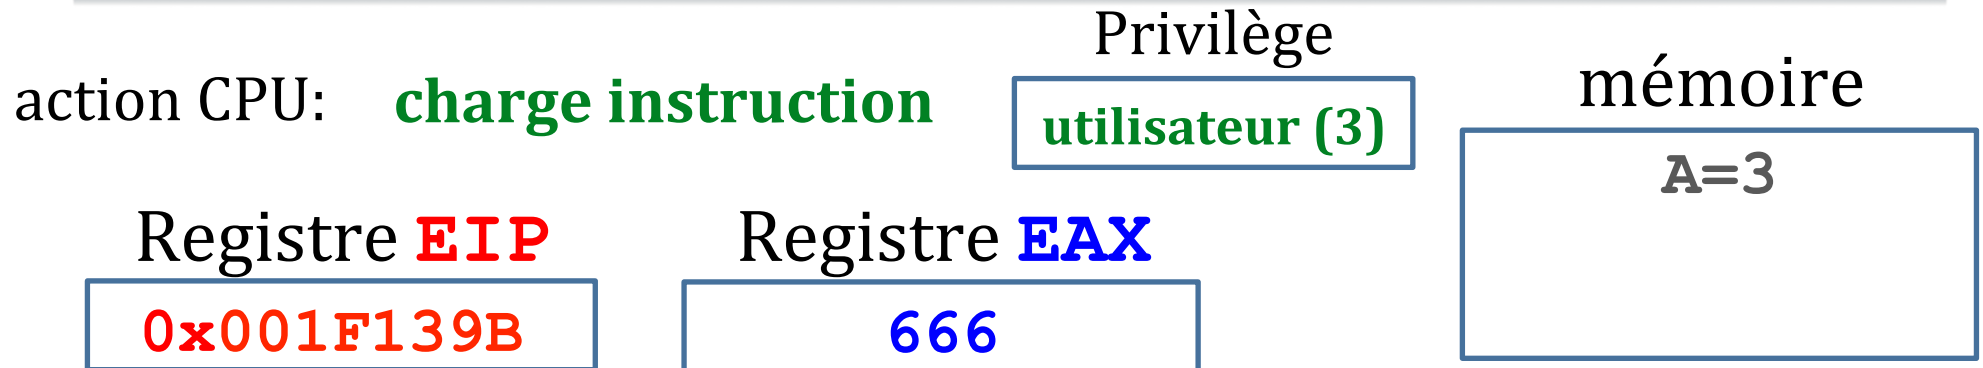 Privilège
action CPU: charge instruction
utilisateur (3)
mémoire
A=3
Registre EIP
0x001F139B
Registre EAX
666